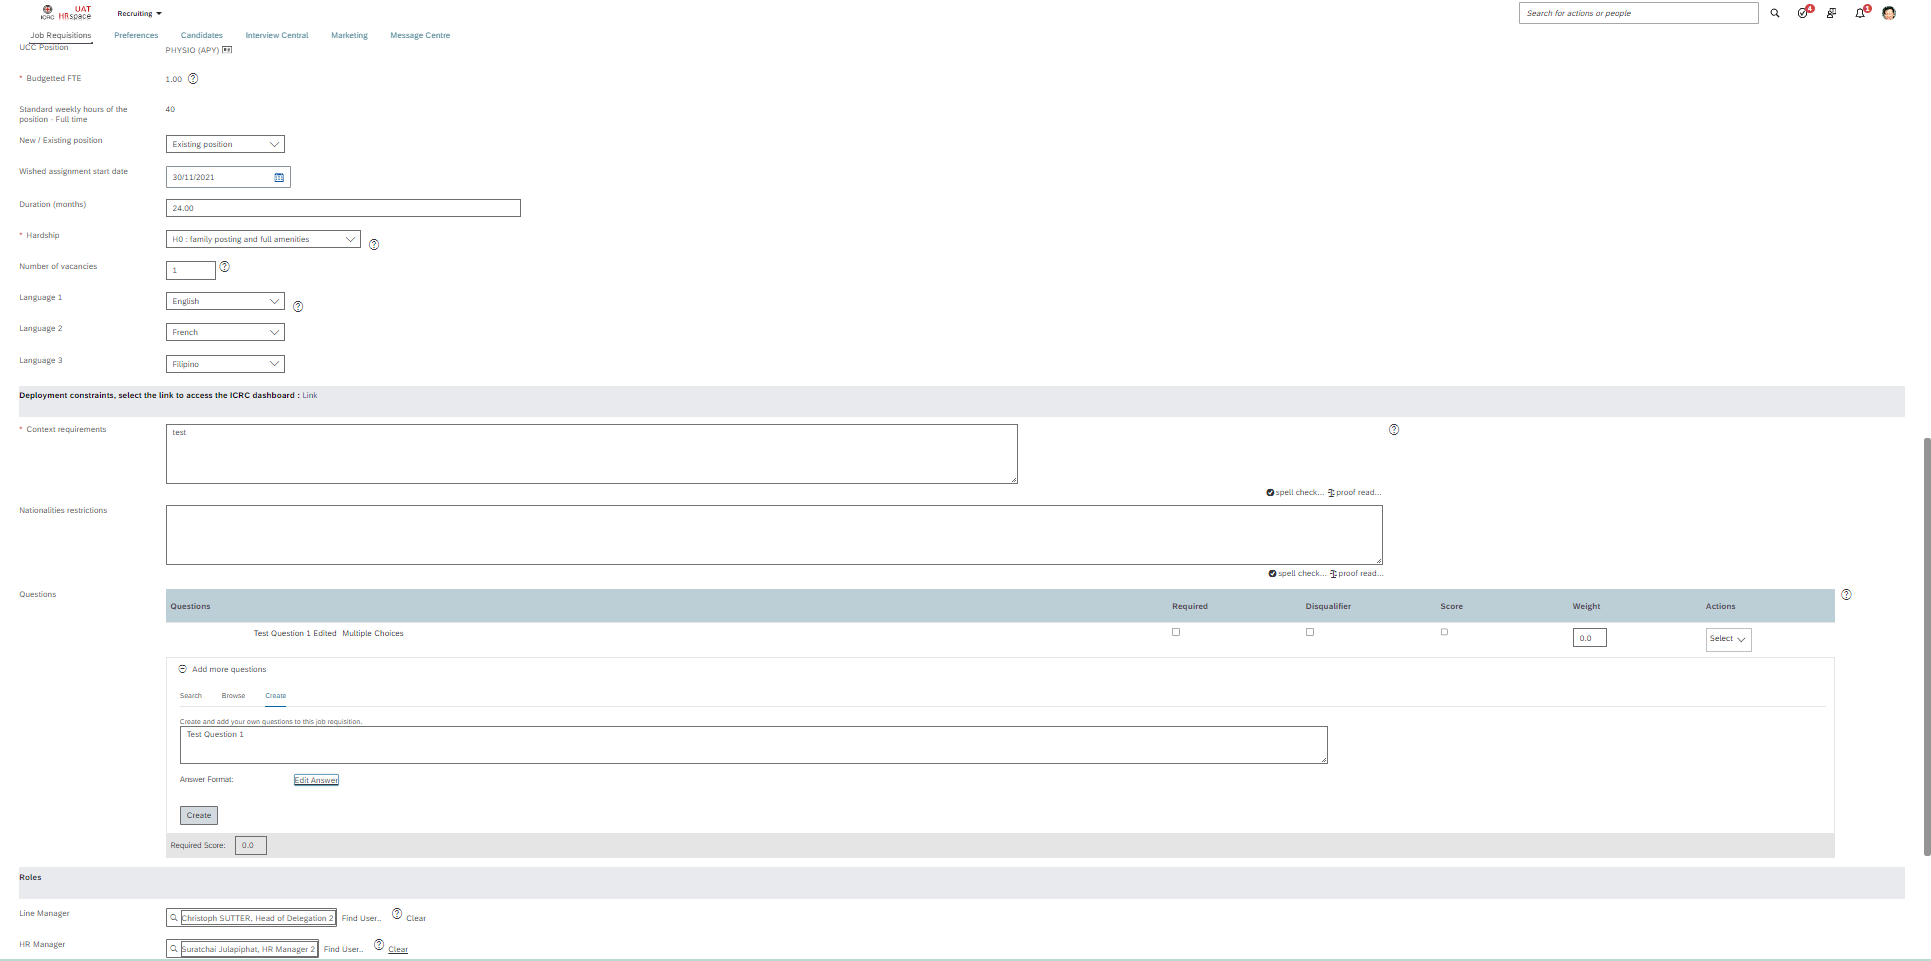 UAT
ICRC HRspace
Recruiting
Search for actions or people
4
1
Job Requisitions Preferences Candidates Interview Central Marketing Message Centre
UCC Position PHYSIO (APY)
* Budgetted FTE 1.00
Standard weekly hours of the position - Full time 40
New / Existing position Existing position
Wished assignment start date 30/11/2021
Duration (months) 24.00
* Hardship H0 : family posting and full amenities
Number of vacancies 1
Language 1 English
Language 2 French
Language 3 Filipino
Deployment constraints, select the link to access the ICRC dashboard : Link
* Context requirements test
spell check... proof read...
Nationalities restrictions
spell check... proof read...
Questions
Questions Required Disqualifier Score Weight Actions
Test Question 1 Edited Multiple Choices 0.0 Select
Add more questions
Search Browse Create
Create and add your own questions to this job requisition.
Test Question 1
Answer Format: Edit Answer
Create
Required Score: 0.0
Roles
Line Manager Christoph SUTTER, Head of Delegation 2 Find User.. Clear
HR Manager Suratchai Julapiphat, HR Manager 2 Find User.. Clear